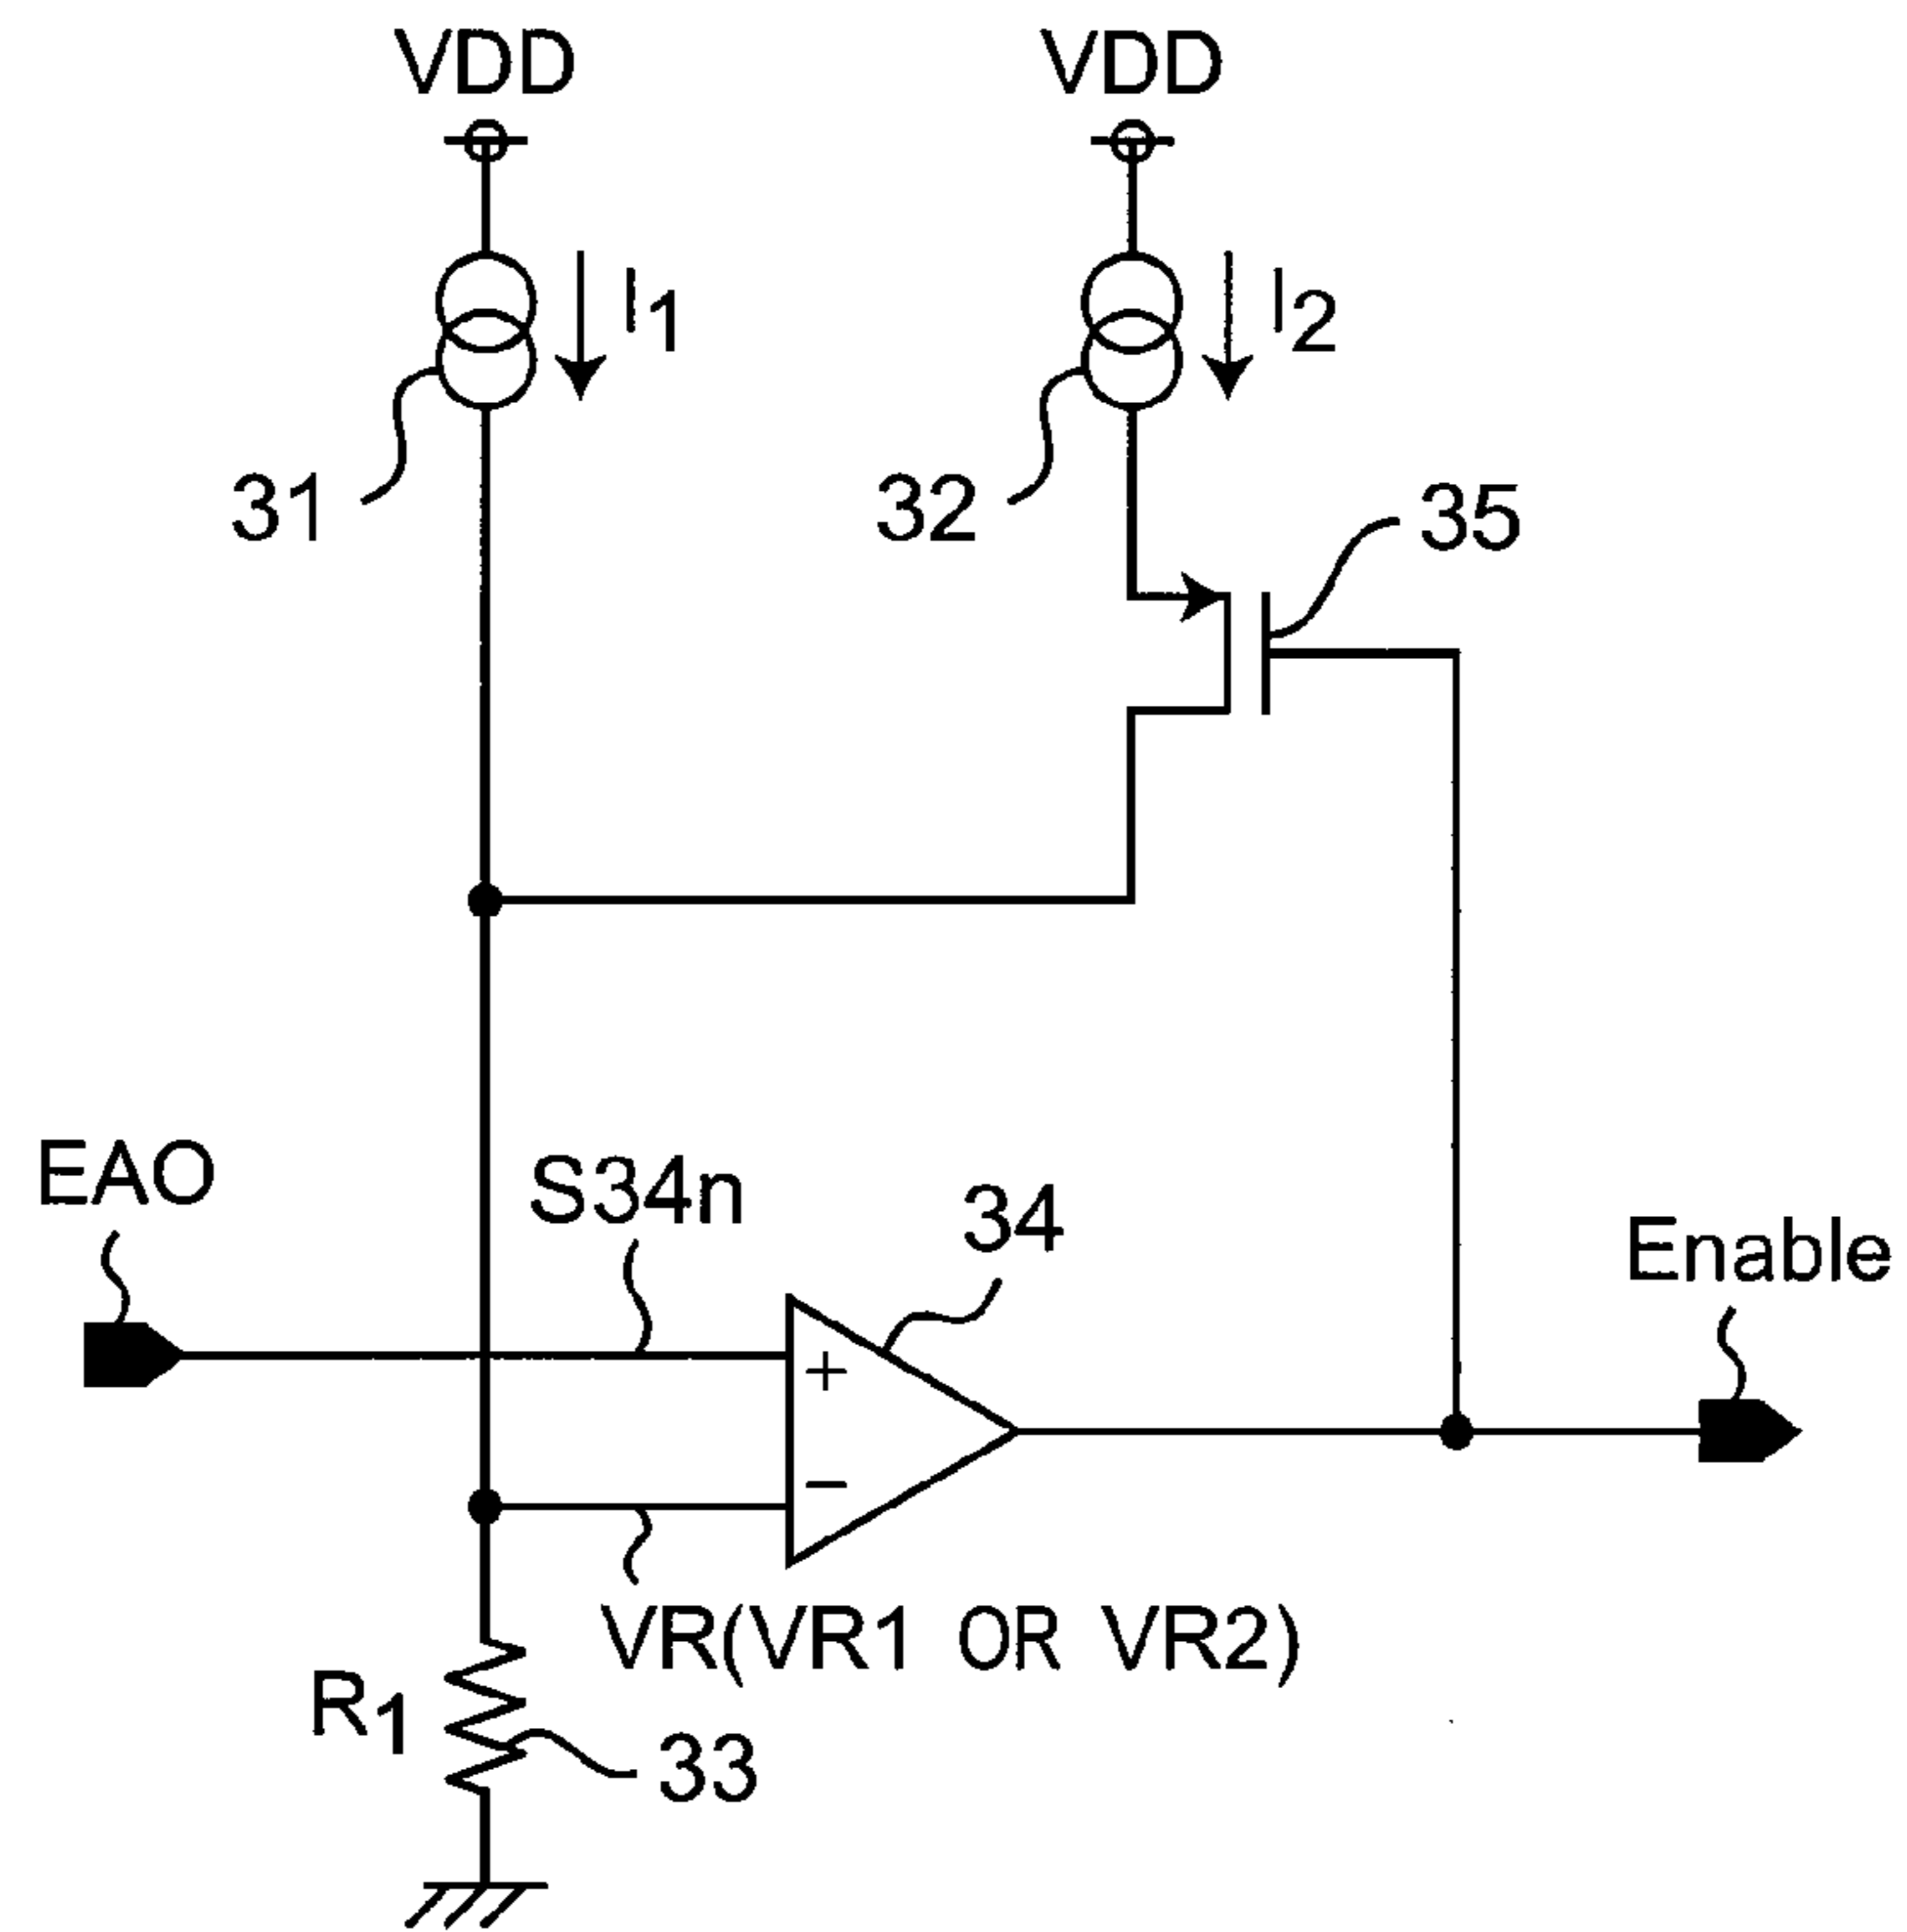 VDD VDD
I1 I2
31 32 35
EAO S34n 34 Enable
+
−
VR(VR1 OR VR2)
R1 33